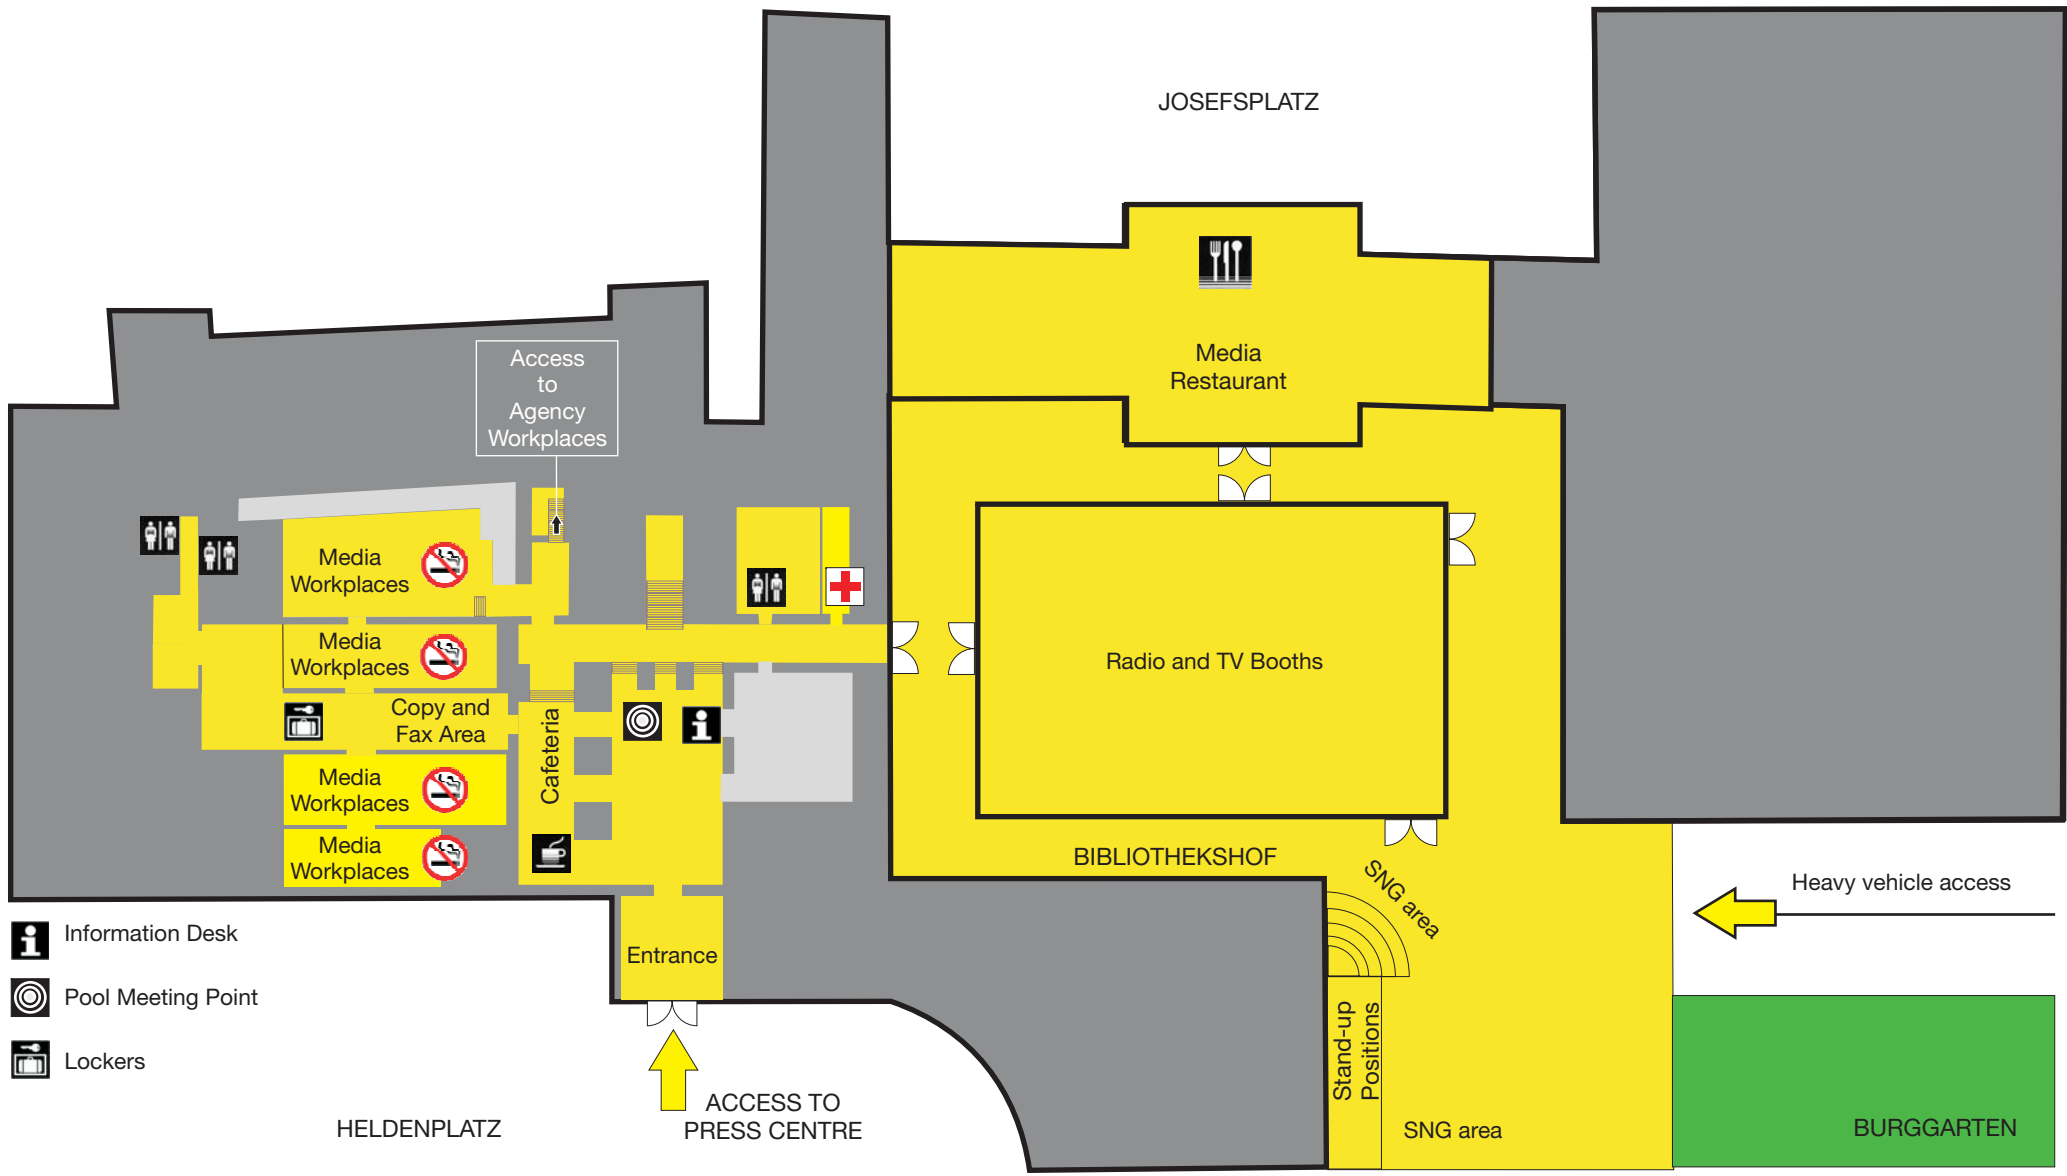 JOSEFSPLATZ
Media
Restaurant
Access
to
Agency
Workplaces
Media
Workplaces
Media
Workplaces
Copy and
Fax Area
Media
Workplaces
Media
Workplaces
Cafeteria
Radio and TV Booths
BIBLIOTHEKSHOF
SNG area
Heavy vehicle access
Information Desk
Entrance
Pool Meeting Point
Stand-up
Positions
Lockers
ACCESS TO
PRESS CENTRE
HELDENPLATZ
SNG area
BURGGARTEN